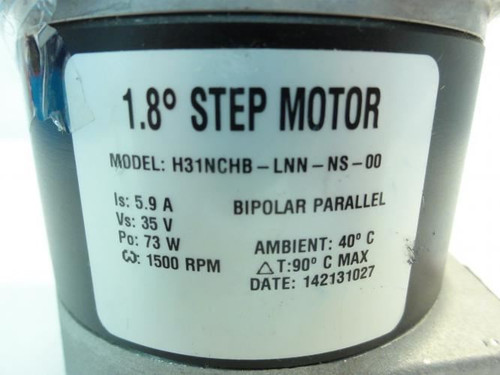 1.8° STEP MOTOR
MODEL: H31NCHB-LNN-NS-00
Is: 5.9 A
Vs: 35 V
Po: 73 W
ω: 1500 RPM
BIPOLAR PARALLEL
AMBIENT: 40° C
△T:90° C MAX
DATE: 142131027